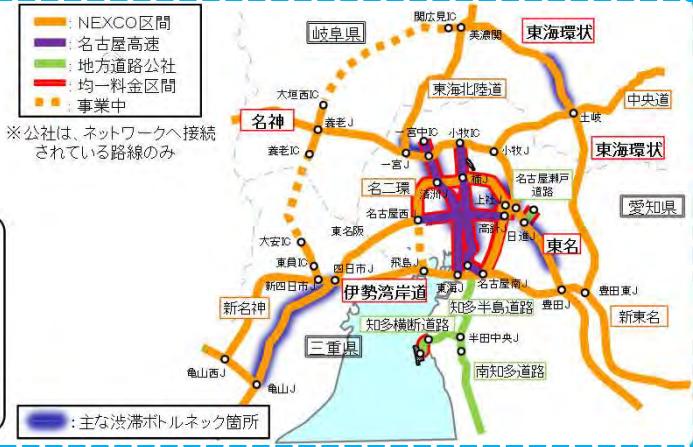 : NEXCO区間
: 名古屋高速
: 地方道路公社
: 均一料金区間
: 事業中
※公社は、ネットワークへ接続
されている路線のみ
岐阜県
関広見IC
美濃関
東海環状
大垣西IC
東海北陸道
中央道
名神
養老J
土岐J
養老IC
一宮中IC
小牧IC
一宮J
小牧J
東海環状
名二環
清洲J
楠J
名古屋瀬戸
道路
上社J
愛知県
名古屋西
高針J
日進J
東名阪
東名
大安IC
東員IC
四日市J
飛島J
新四日市J
伊勢湾岸道
東海J
名古屋南J
豊田J
豊田東J
新名神
知多半島道路
新東名
知多横断道路
三重県
半田中央J
亀山西J
南知多道路
亀山J
: 主な渋滞ボトルネック箇所